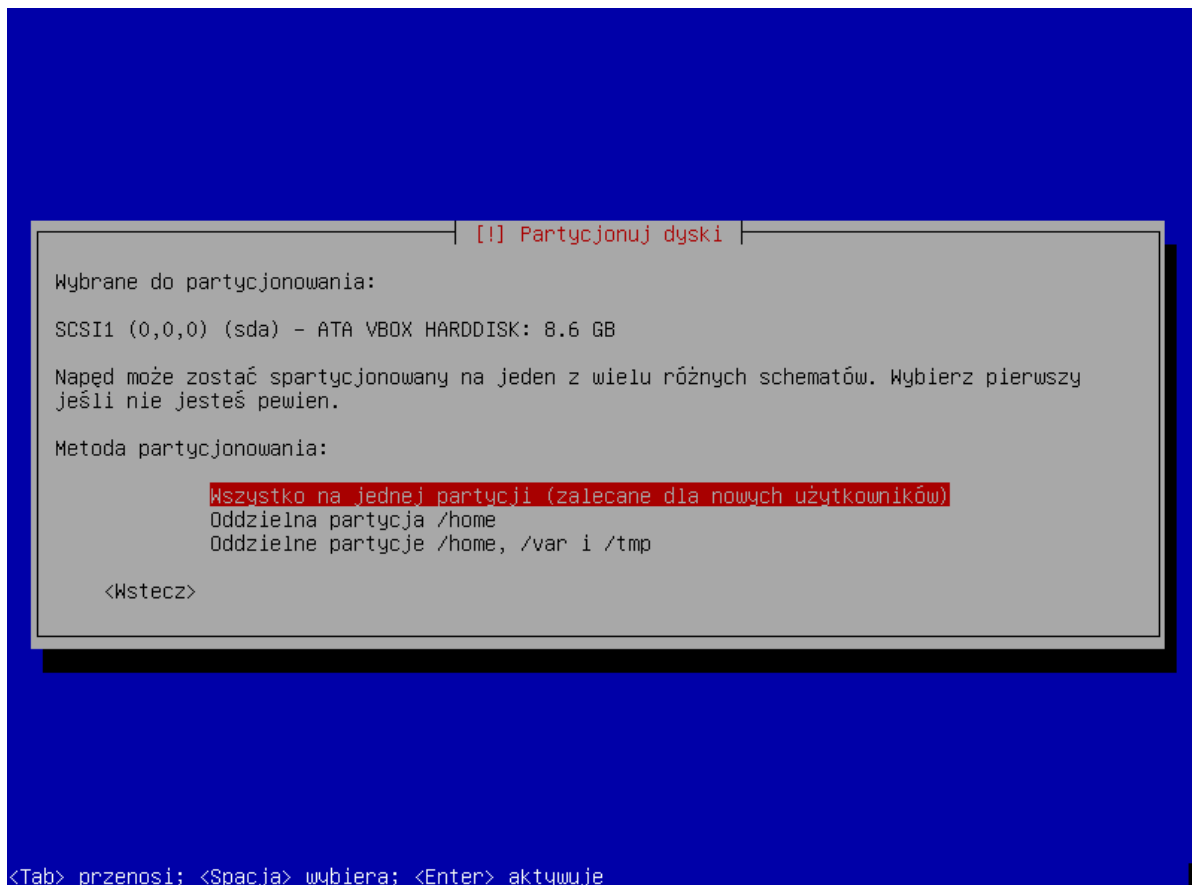 [!] Partycjonuj dyski
Wybrane do partycjonowania:
SCSI1 (0,0,0) (sda) - ATA VBOX HARDDISK: 8.6 GB
Napęd może zostać spartycjonowany na jeden z wielu różnych schematów. Wybierz pierwszy
jeśli nie jesteś pewien.
Metoda partycjonowania:
Wszystko na jednej partycji (zalecane dla nowych użytkowników)
Oddzielna partycja /home
Oddzielne partycje /home, /var i /tmp
<Wstecz>
<Tab> przenosi; <Spacja> wybiera; <Enter> aktywuje